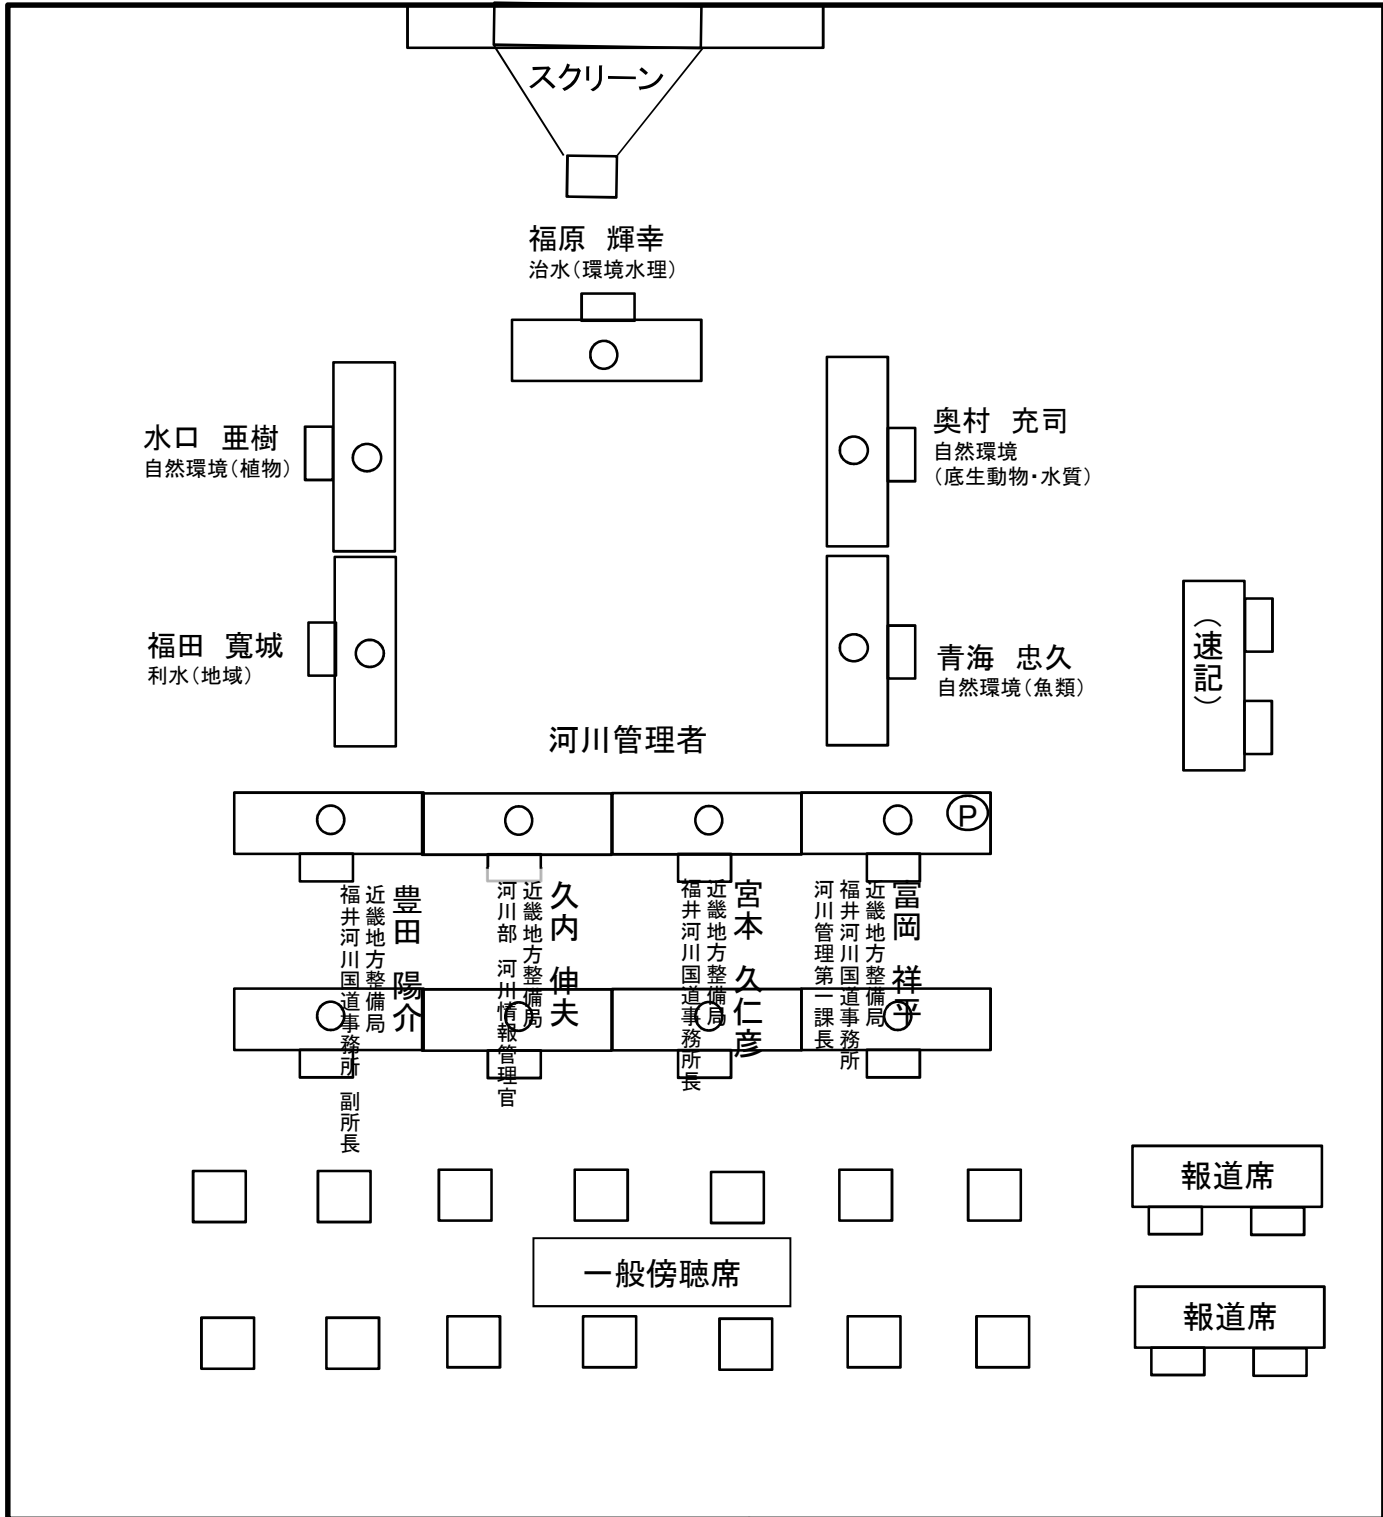 スクリーン
福原 輝幸
治水（環境水理）
水口 亜樹
自然環境（植物）
奥村 充司
自然環境
（底生動物・水質）
福田 寛城
利水（地域）
青海 忠久
自然環境（魚類）
（速記）
河川管理者
P
豊田 陽介
近畿地方整備局
福井河川国道事務所 副所長
久内 伸夫
近畿地方整備局
河川部 河川情報管理官
宮本 久仁彦
近畿地方整備局
福井河川国道事務所長
富岡 祥平
近畿地方整備局
福井河川国道事務所
河川管理第一課長
報道席
一般傍聴席
報道席